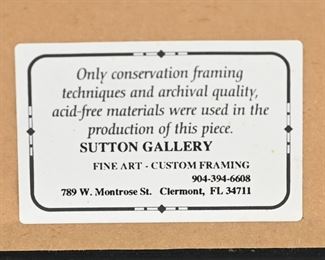 Only conservation framing
techniques and archival quality,
acid-free materials were used in the
production of this piece.
SUTTON GALLERY
FINE ART - CUSTOM FRAMING
904-394-6608
789 W. Montrose St. Clermont, FL 34711